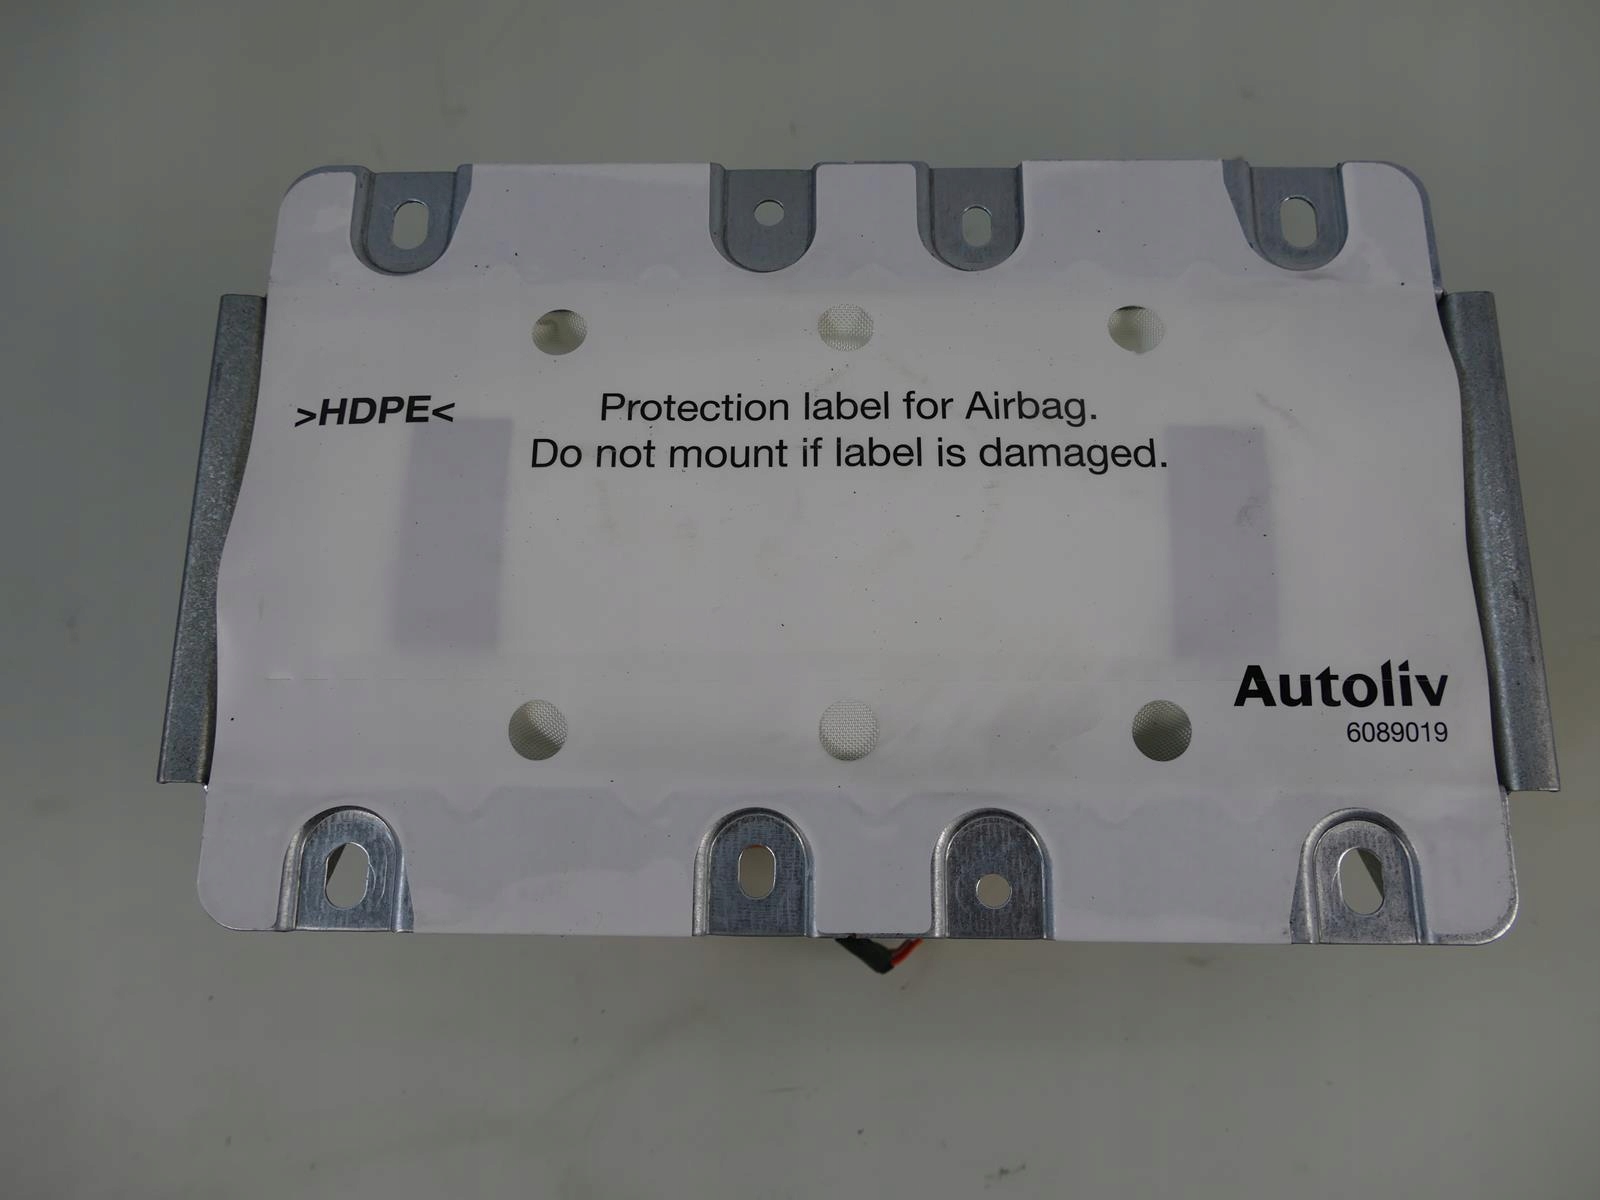 >HDPE<
Protection label for Airbag.
Do not mount if label is damaged.
Autoliv
6089019